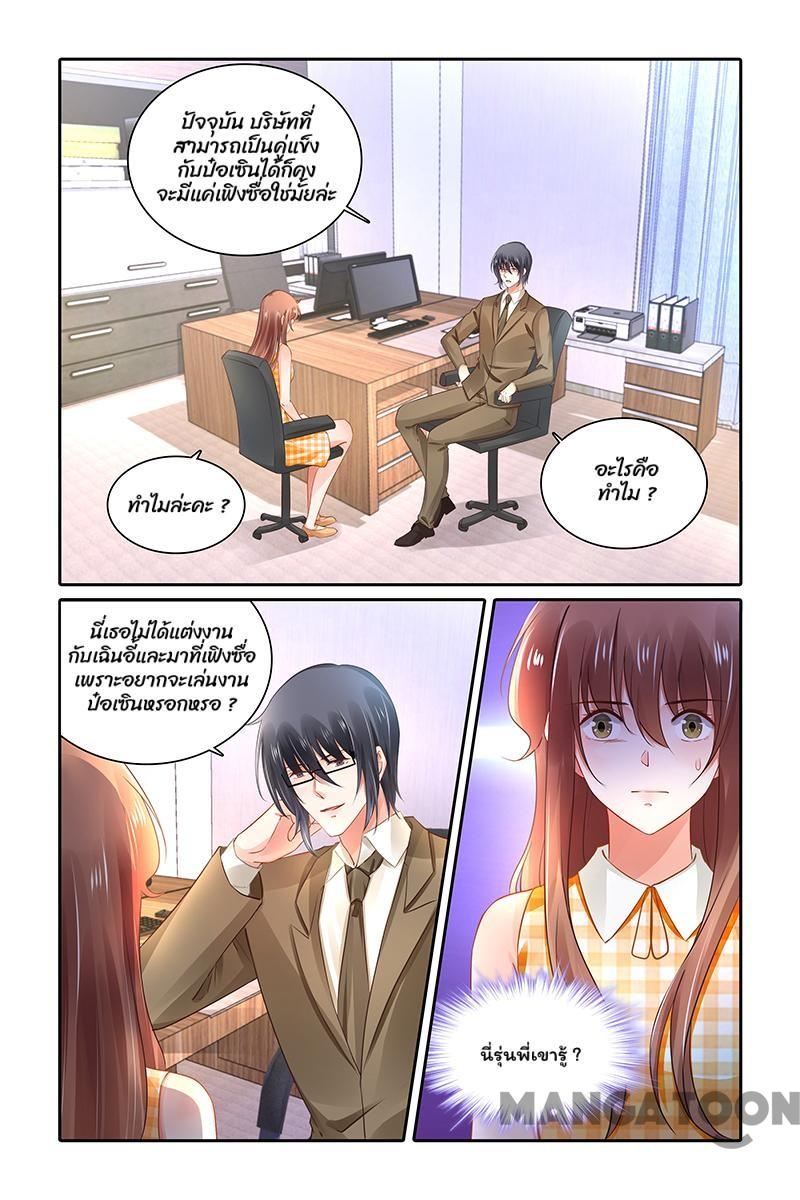 ปัจจุบัน บริษัทที่
สามารถเป็นคู่แข็ง
กับป๋อเซินได้ก็คง
จะมีแค่เฟิงซื่อใช่มั้ยล่ะ
ทำไมล่ะคะ ?
อะไรคือ
ทำไม ?
นี่เธอไม่ได้แต่งงาน
กับเฉินอี้และมาที่เฟิงซื่อ
เพราะอยากจะเล่นงาน
ป๋อเซินหรอกหรอ ?
นี่รุ่นพี่เขารู้ ?
MANGATOON